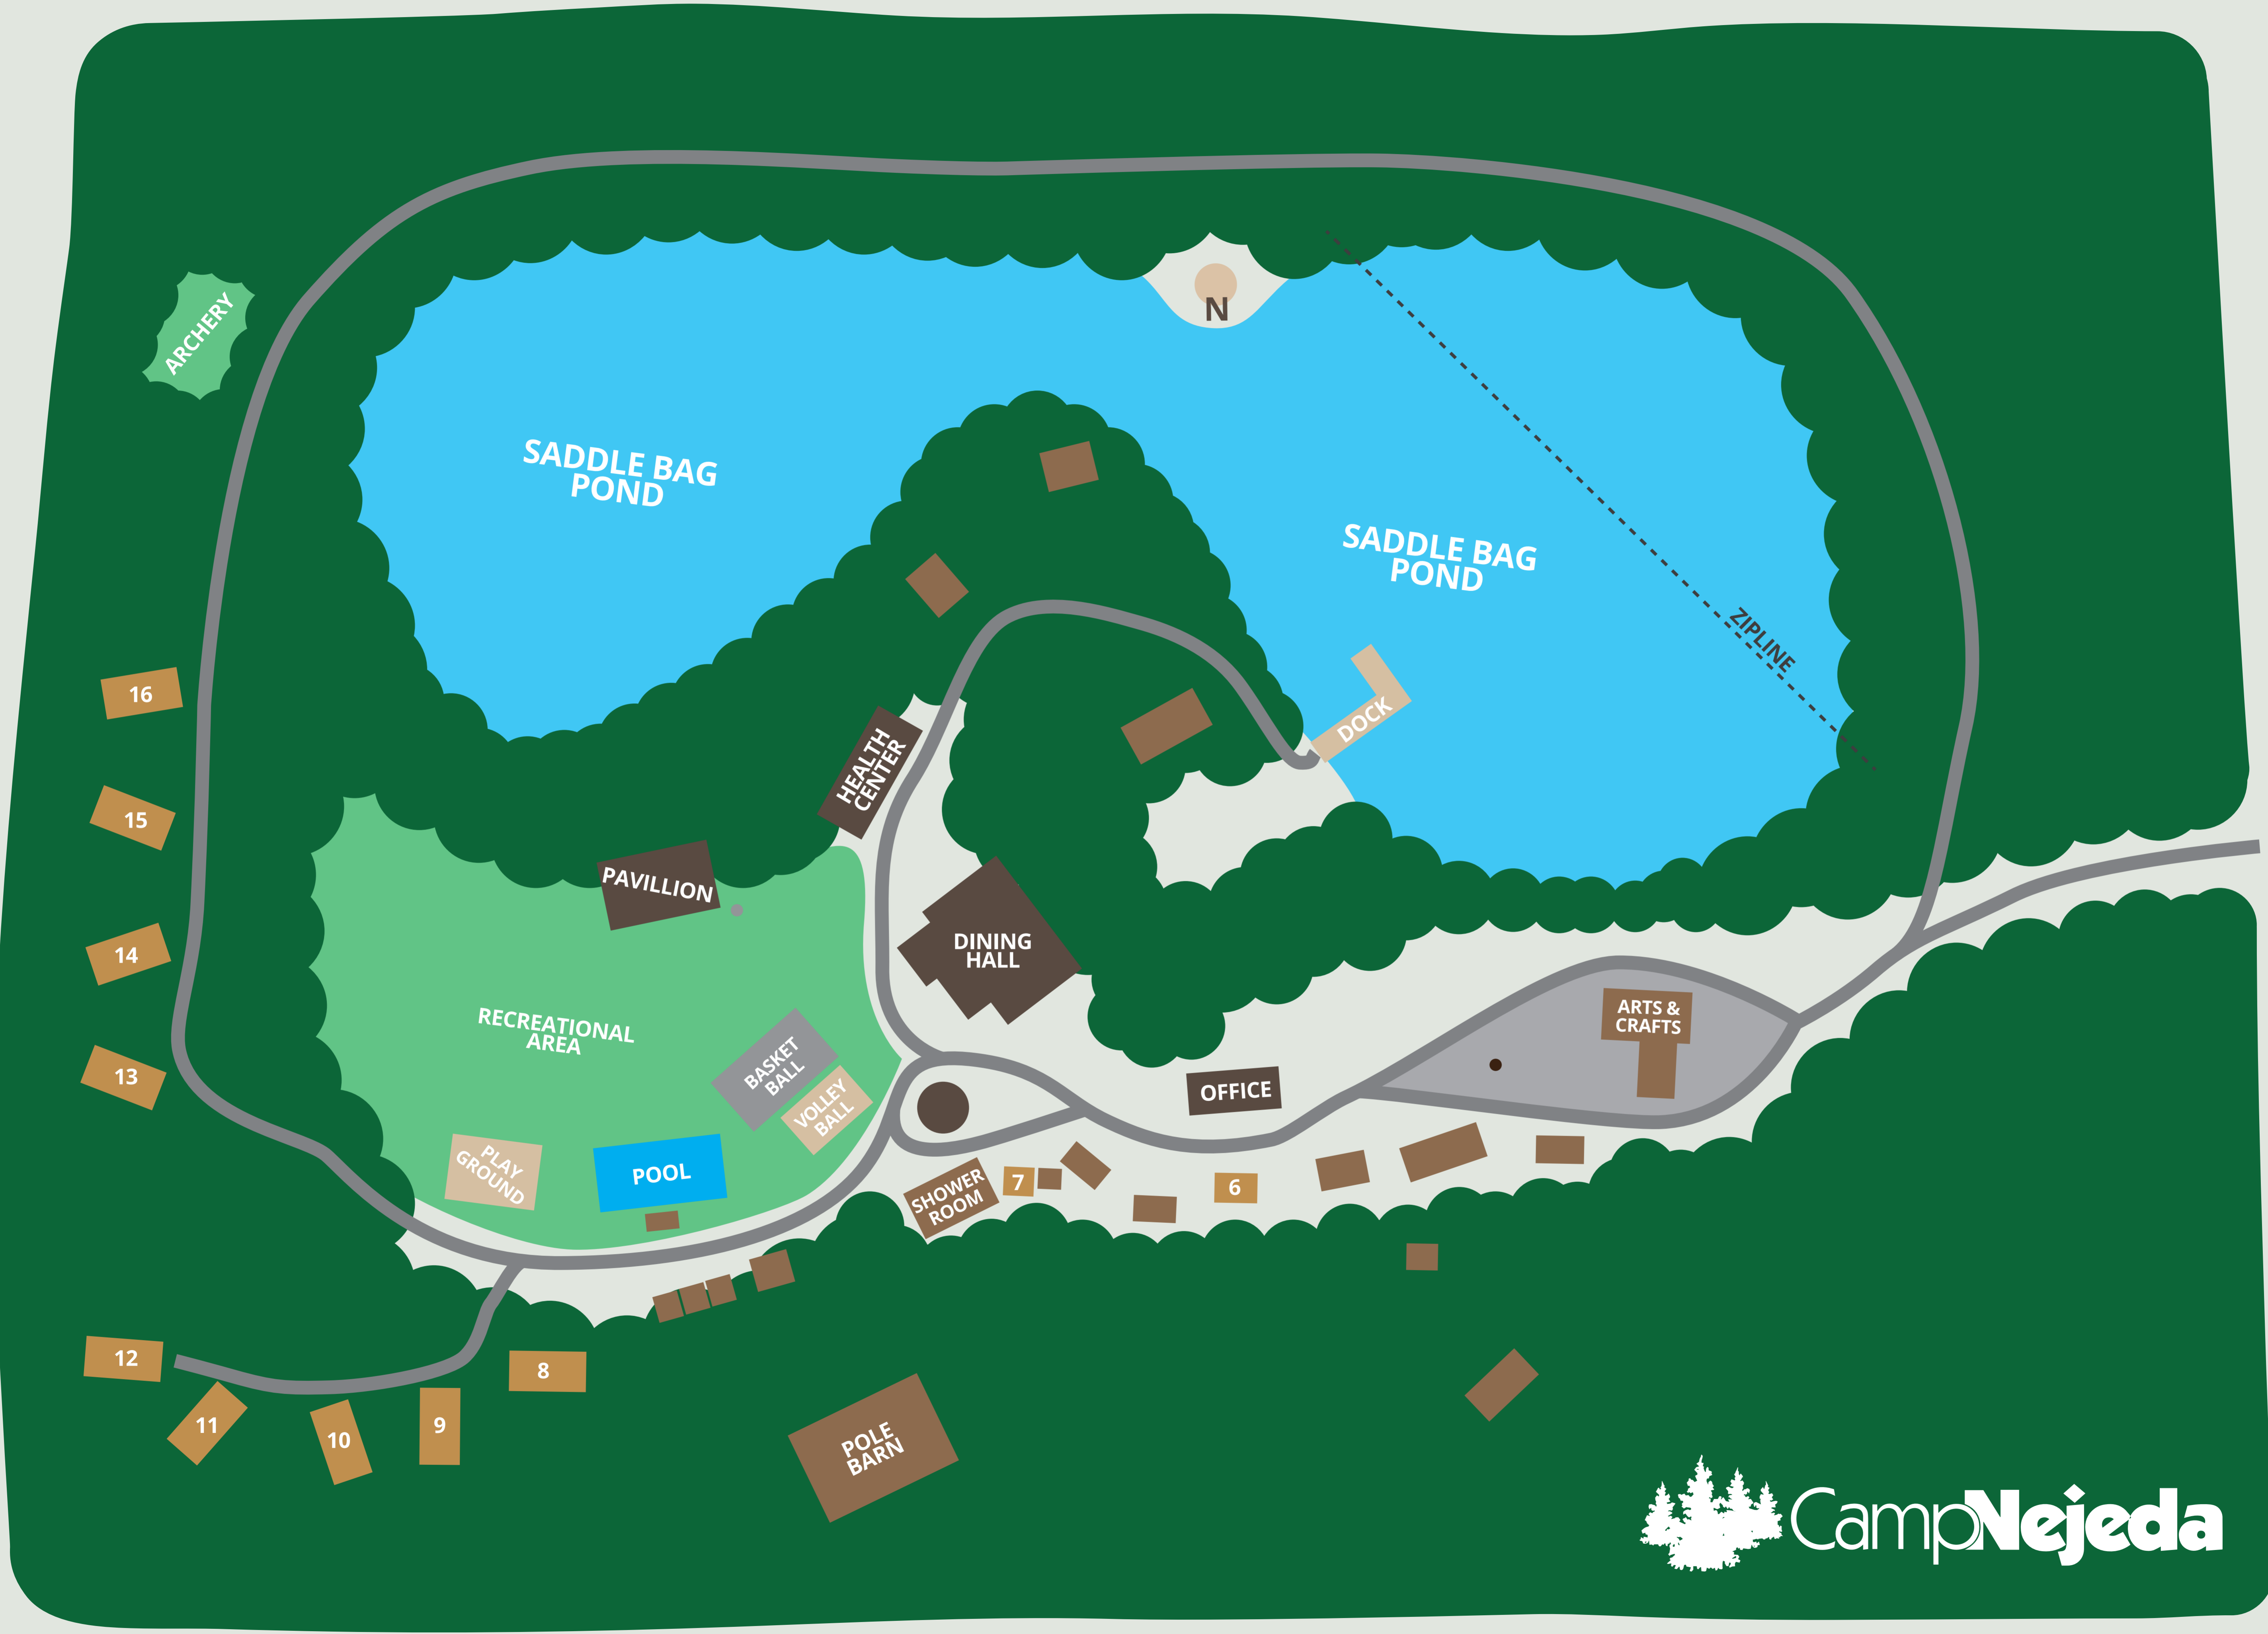 N
ARCHERY
SADDLE BAG
POND
SADDLE BAG
POND
ZIPLINE
16
DOCK
HEALTH
CENTER
15
PAVILLION
DINING
HALL
14
RECREATIONAL
AREA
ARTS &
CRAFTS
BASKET
BALL
13
VOLLEY
BALL
OFFICE
PLAY
GROUND
POOL
SHOWER
ROOM
7
6
12
8
11
10
9
POLE
BARN
CampNejeda